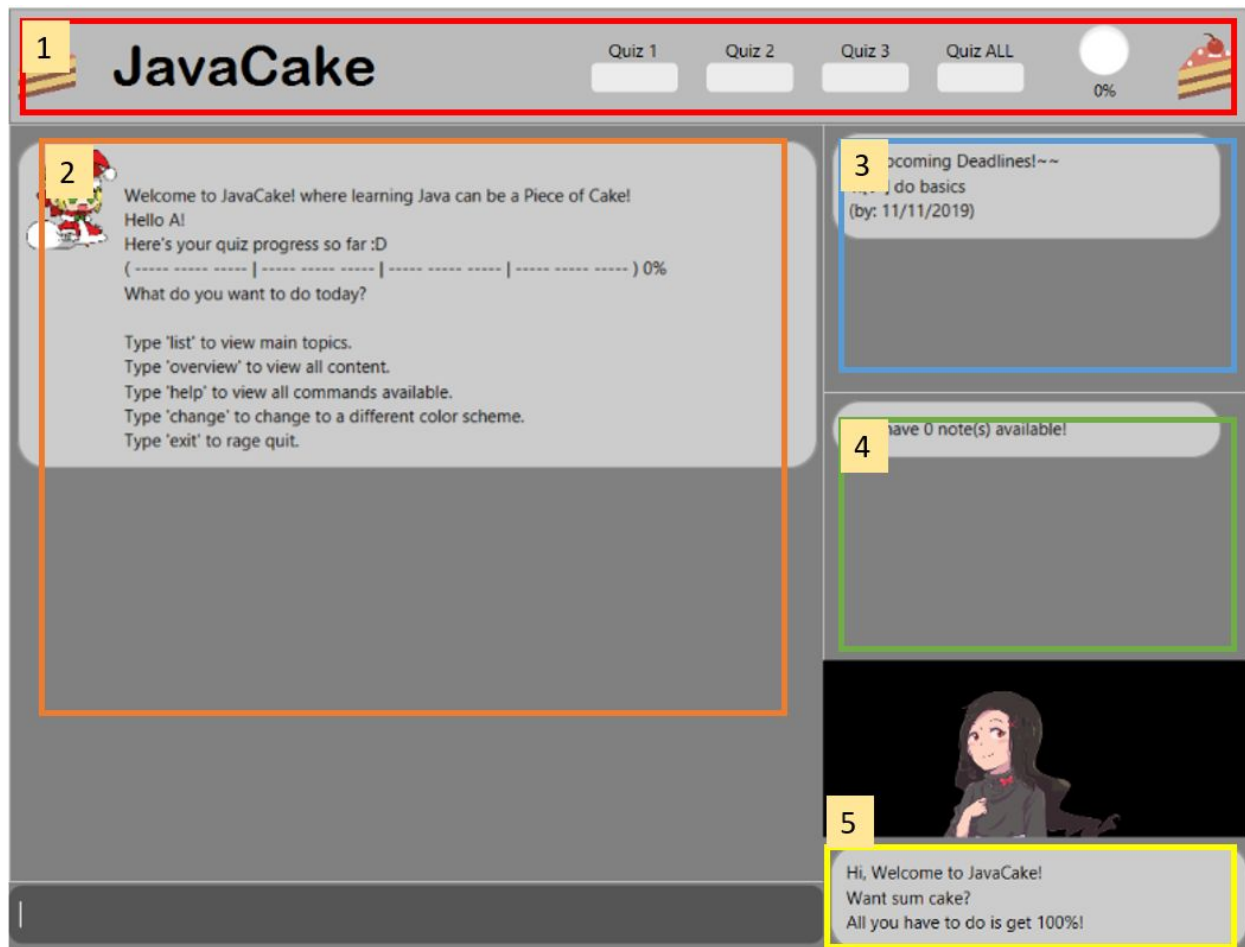 1
JavaCake
Quiz 1
Quiz 2
Quiz 3
Quiz ALL
0%
2
Welcome to JavaCake! where learning Java can be a Piece of Cake!
Hello A!
Here's your quiz progress so far :D
( ----- ----- ----- | ----- ----- ----- | ----- ----- ----- | ----- ----- ----- ) 0%
What do you want to do today?
Type 'list' to view main topics.
Type 'overview' to view all content.
Type 'help' to view all commands available.
Type 'change' to change to a different color scheme.
Type 'exit' to rage quit.
3
Deadlines!~~
do basics
(by: 11/11/2019)
4
have 0 note(s) available!
5
Hi, Welcome to JavaCake!
Want sum cake?
All you have to do is get 100%!